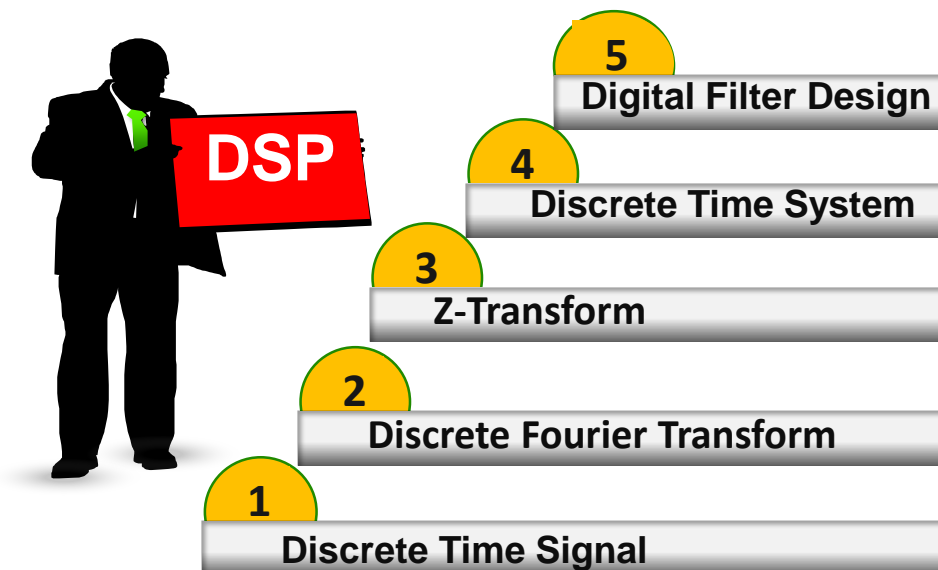 DSP
5
Digital Filter Design
4
Discrete Time System
3
Z-Transform
2
Discrete Fourier Transform
1
Discrete Time Signal